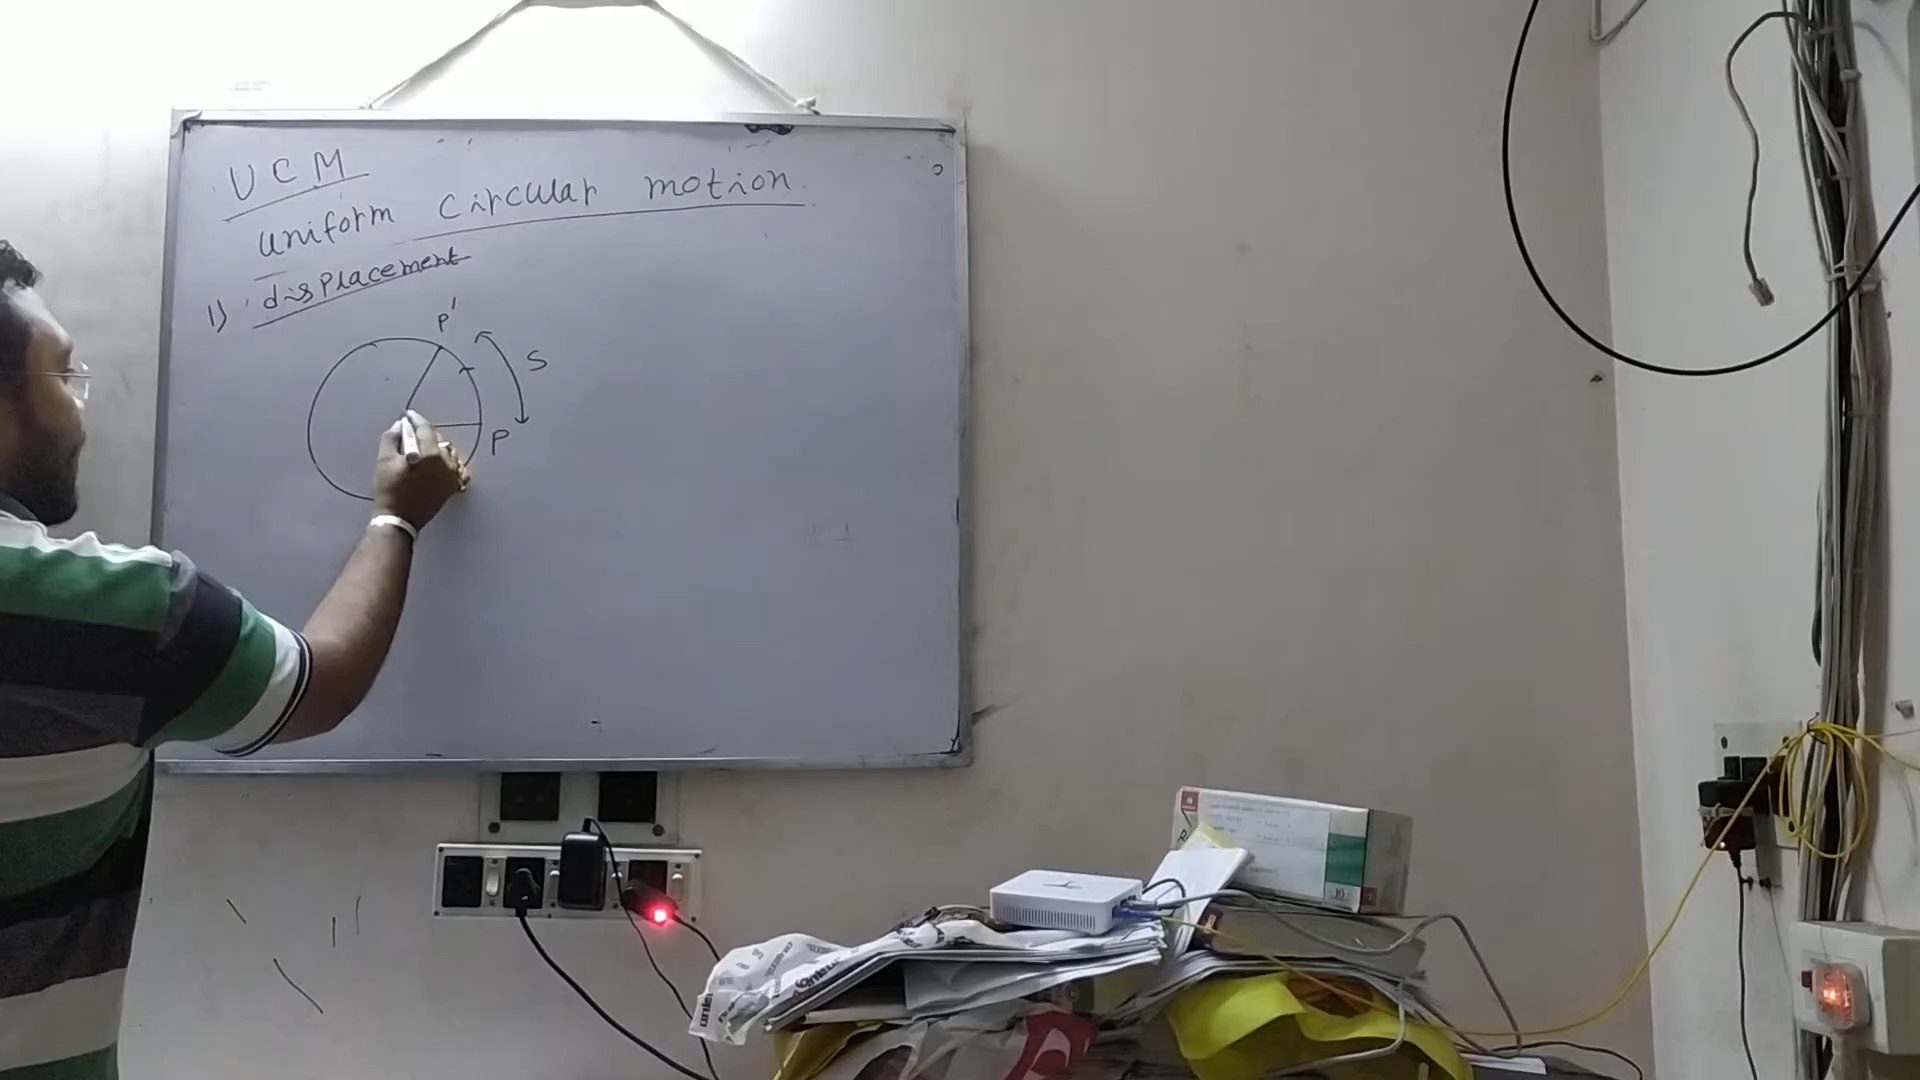 UCM
uniform circular motion
1) displacement
P'
S
P